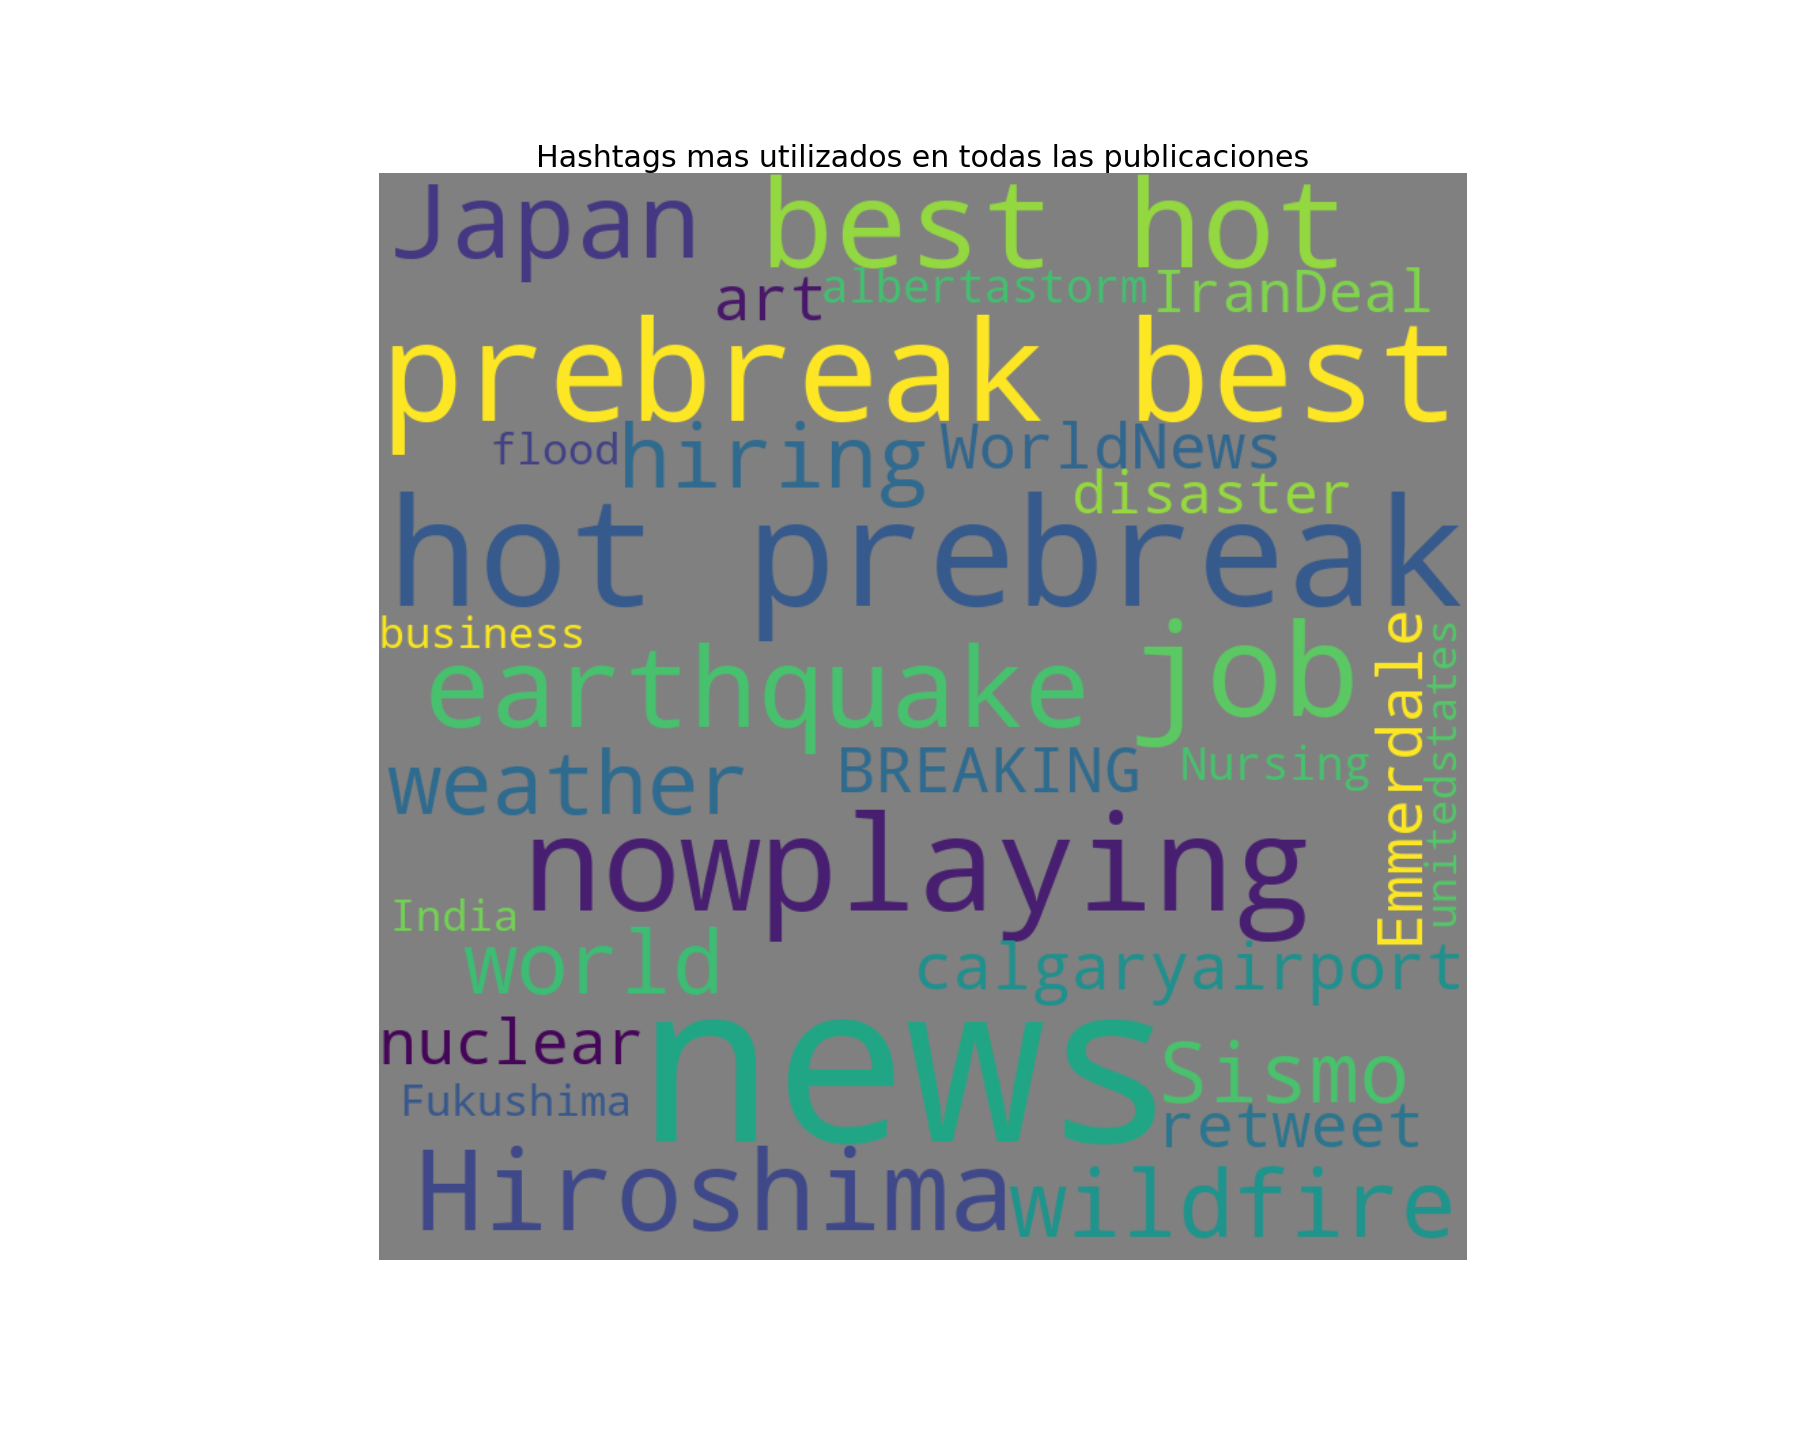 Hashtags mas utilizados en todas las publicaciones
Japan
best hot
art
albertastorm
IranDeal
prebreak best
flood
hiring
WorldNews
disaster
hot prebreak
business
earthquake
job
Emmerdale
unitedstates
weather
BREAKING
Nursing
nowplaying
India
world
calgaryairport
nuclear
news
Sismo
Fukushima
retweet
Hiroshima
wildfire